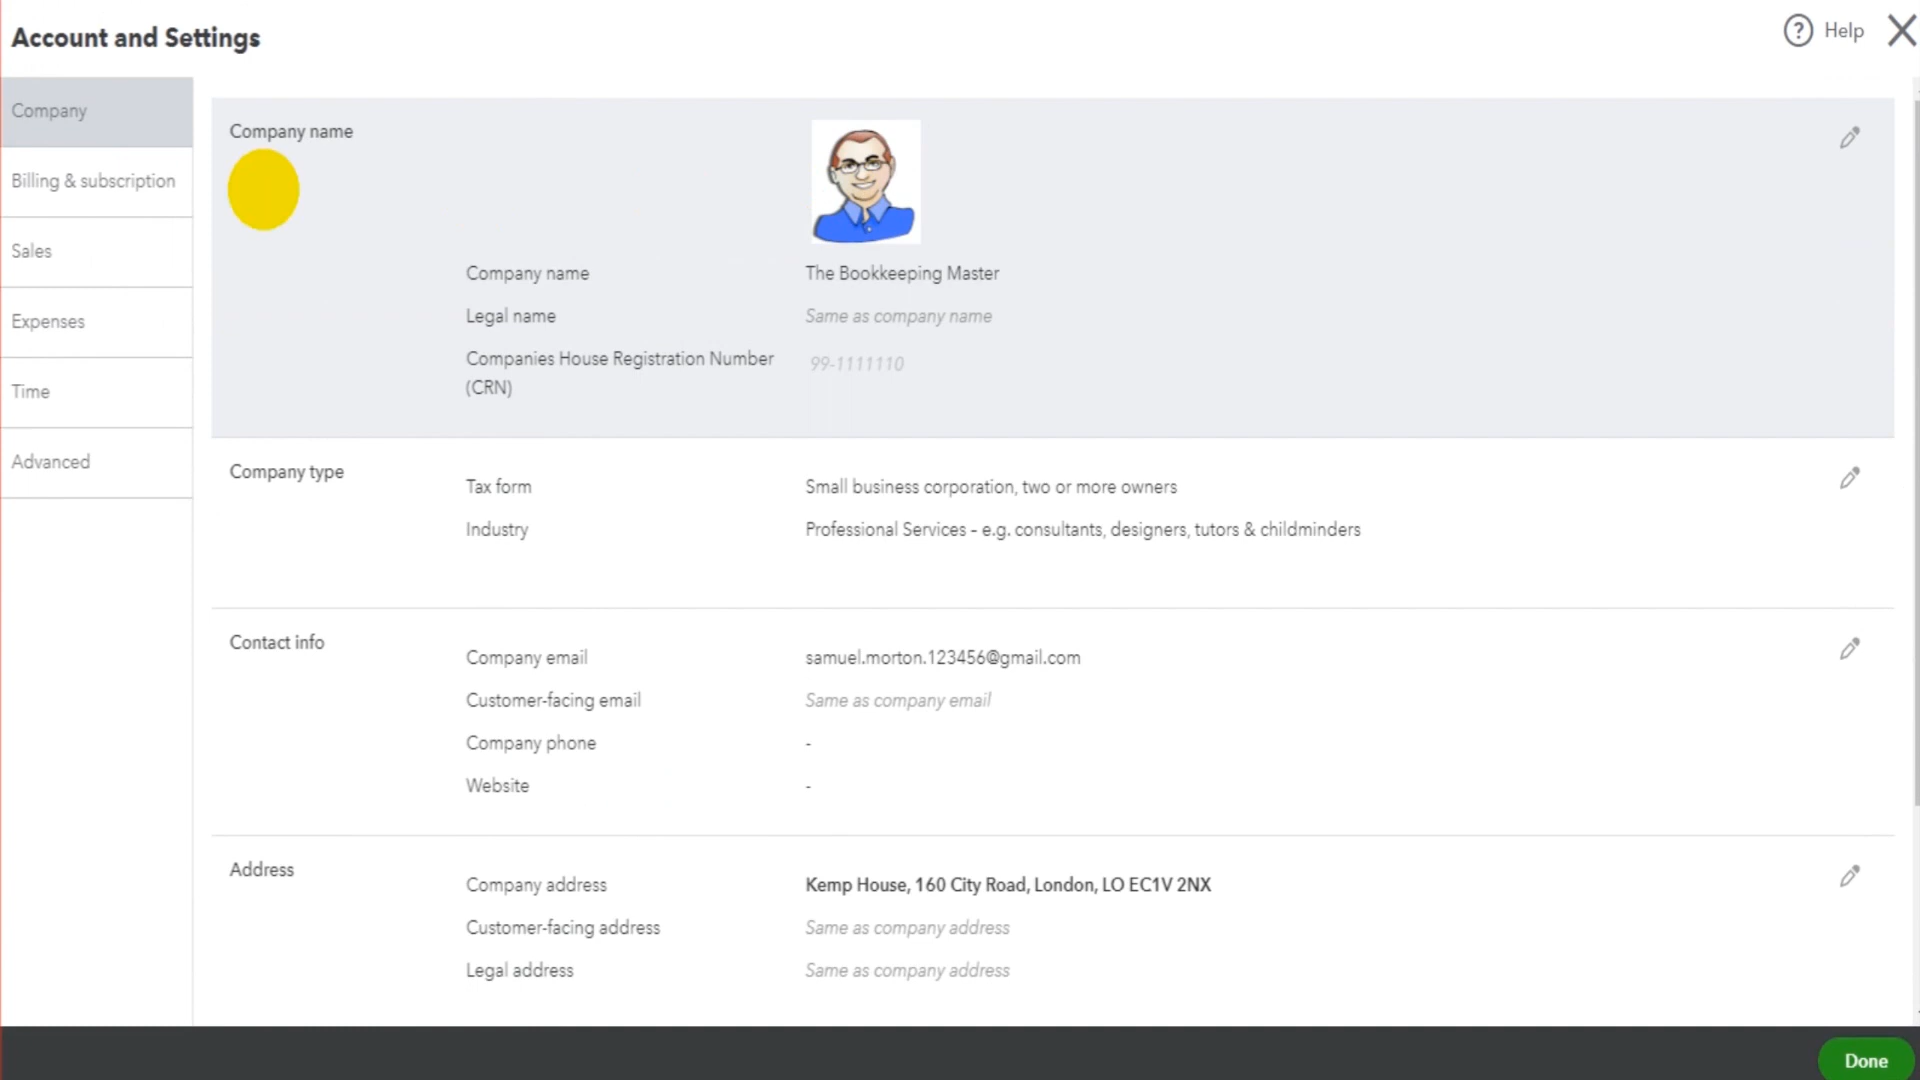 Account and Settings
? Help
Company
Billing & subscription
Sales
Expenses
Time
Advanced
Company name
Company name The Bookkeeping Master
Legal name Same as company name
Companies House Registration Number
(CRN) 99-1111110
Company type
Tax form Small business corporation, two or more owners
Industry Professional Services - e.g. consultants, designers, tutors & childminders
Contact info
Company email samuel.morton.123456@gmail.com
Customer-facing email Same as company email
Company phone -
Website -
Address
Company address Kemp House, 160 City Road, London, LO EC1V 2NX
Customer-facing address Same as company address
Legal address Same as company address
Done